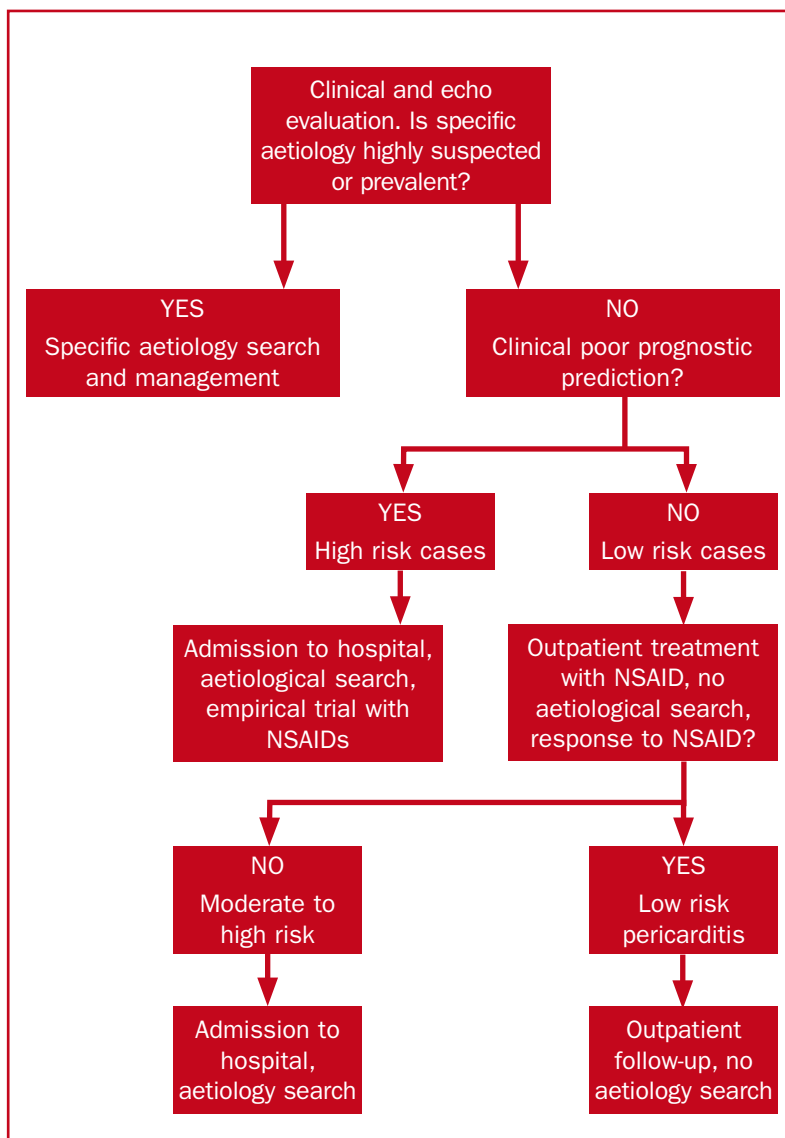 Clinical and echo
evaluation. Is specific
aetiology highly suspected
or prevalent?
YES
Specific aetiology search
and management
NO
Clinical poor prognostic
prediction?
YES
High risk cases
NO
Low risk cases
Admission to hospital,
aetiological search,
empirical trial with
NSAIDs
Outpatient treatment
with NSAID, no
aetiological search,
response to NSAID?
NO
Moderate to
high risk
YES
Low risk
pericarditis
Admission to
hospital,
aetiology search
Outpatient
follow-up, no
aetiology search